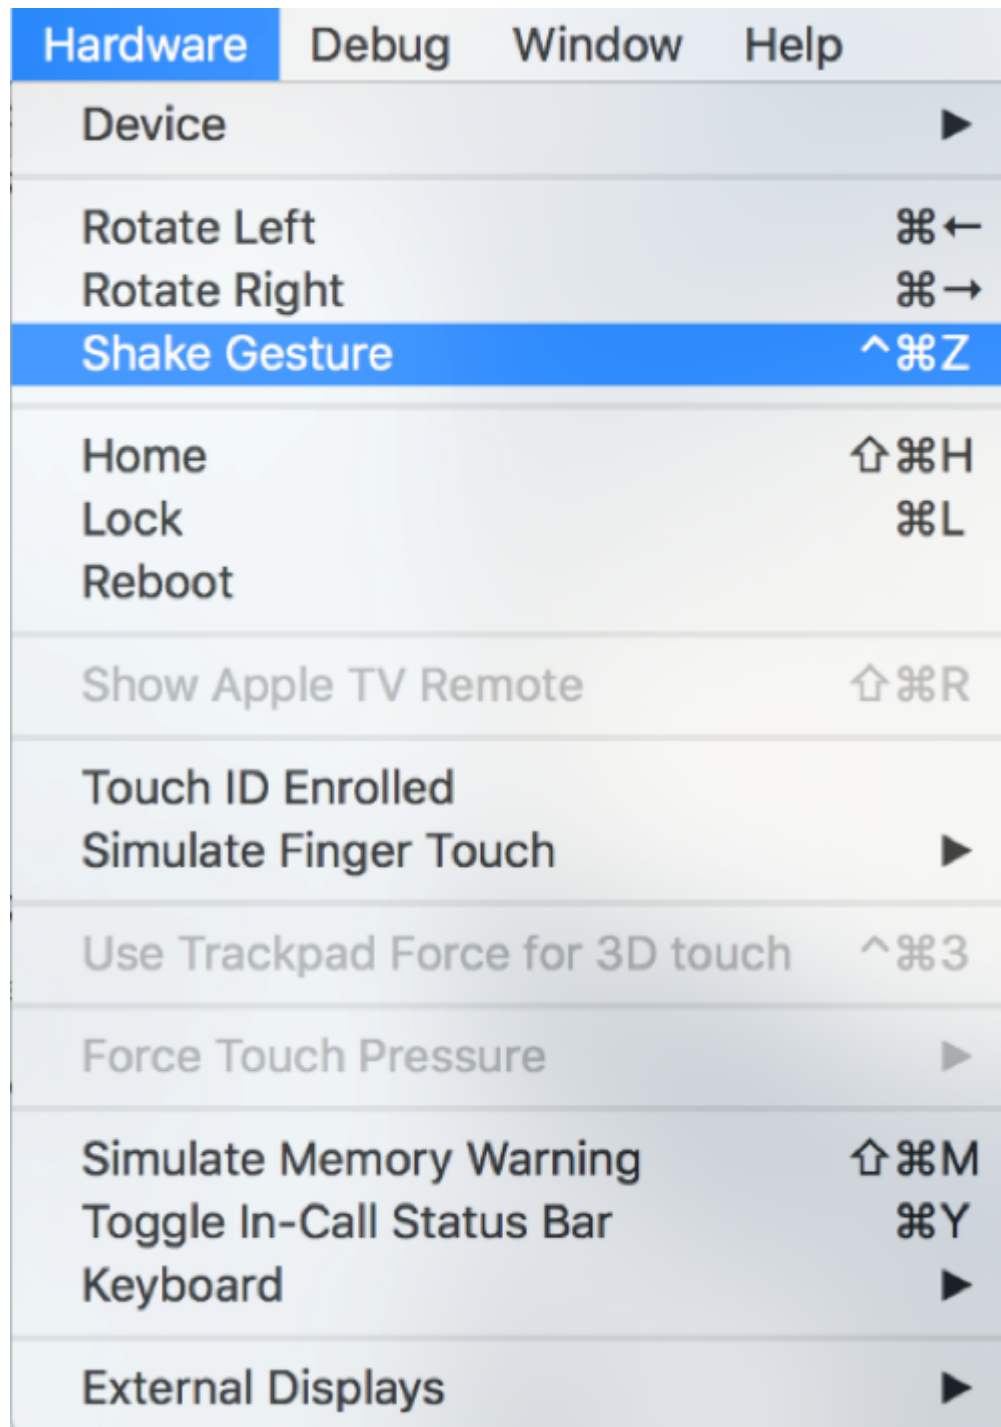 Hardware Debug Window Help
Device ▶
Rotate Left ⌘←
Rotate Right ⌘→
Shake Gesture ^⌘Z
Home ⇧⌘H
Lock ⌘L
Reboot
Show Apple TV Remote ⇧⌘R
Touch ID Enrolled
Simulate Finger Touch ▶
Use Trackpad Force for 3D touch ^⌘3
Force Touch Pressure ▶
Simulate Memory Warning ⇧⌘M
Toggle In-Call Status Bar ⌘Y
Keyboard ▶
External Displays ▶